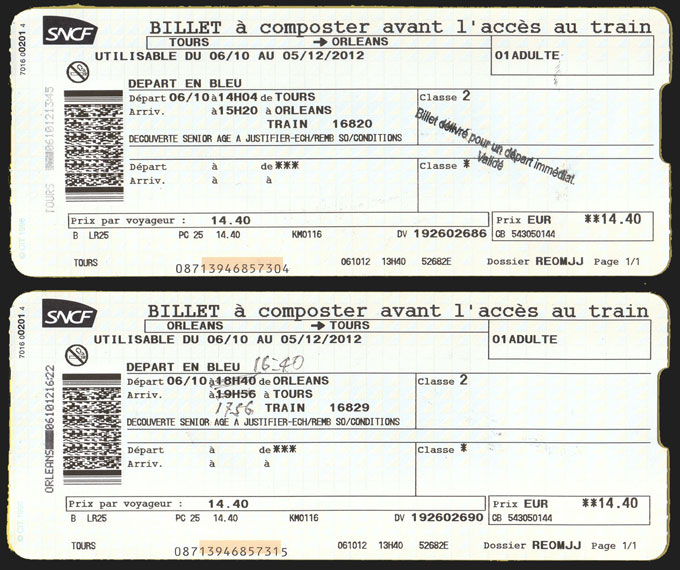 SNCF
BILLET à composter avant l'accès au train
TOURS → ORLEANS
UTILISABLE DU 06/10 AU 05/12/2012
01ADULTE
7016 00201 4
DEPART EN BLEU
Départ 06/10 à14H04 de TOURS
Classe 2
Arriv. à15H20 à ORLEANS
TRAIN 16820
Billet délivré pour un départ immédiat.
Validé
DECOUVERTE SENIOR AGE A JUSTIFIER-ECH/REMB SO/CONDITIONS
Départ à de***
Classe *
Arriv. à à
Prix par voyageur : 14.40
Prix EUR **14.40
B LR25 PC 25 14.40 KM0116 DV 192602686
CB 543050144
TOURS 08713946857304 061012 13H40 52682E Dossier REOMJJ Page 1/1
SNCF
BILLET à composter avant l'accès au train
ORLEANS → TOURS
UTILISABLE DU 06/10 AU 05/12/2012
01ADULTE
7016 00201 4
DEPART EN BLEU 16-40
Départ 06/10 à18H40 de ORLEANS
Classe 2
Arriv. à19H56 à TOURS
1756 TRAIN 16829
DECOUVERTE SENIOR AGE A JUSTIFIER-ECH/REMB SO/CONDITIONS
ORLEANS 0610121622
Départ à de***
Classe *
Arriv. à à
Prix par voyageur : 14.40
Prix EUR **14.40
B LR25 PC 25 14.40 KM0116 DV 192602690
CB 543050144
TOURS 08713946857315 061012 13H40 52682E Dossier REOMJJ Page 1/1